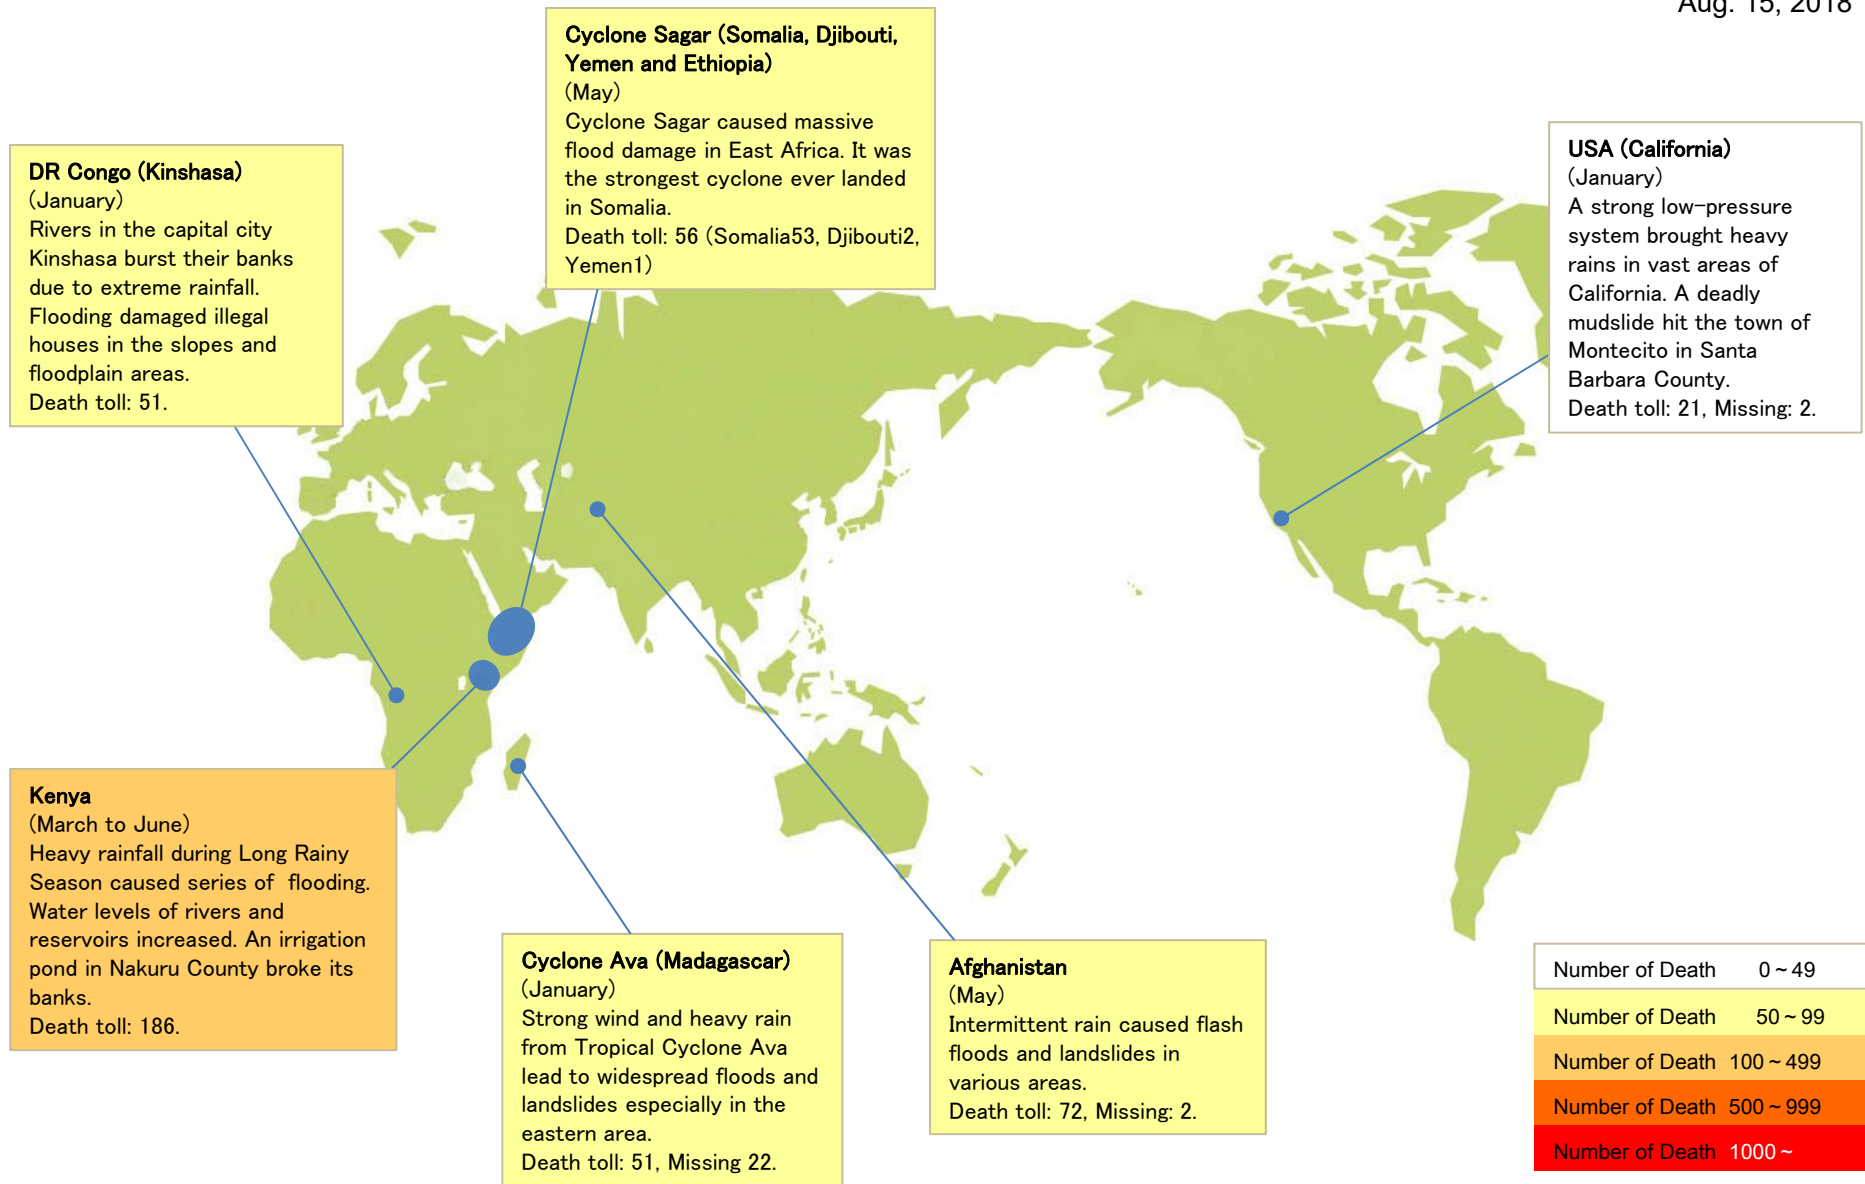 Aug. 15, 2018
Cyclone Sagar (Somalia, Djibouti,
Yemen and Ethiopia)
(May)
Cyclone Sagar caused massive
flood damage in East Africa. It was
the strongest cyclone ever landed
in Somalia.
Death toll: 56 (Somalia53, Djibouti2,
Yemen1)
DR Congo (Kinshasa)
(January)
Rivers in the capital city
Kinshasa burst their banks
due to extreme rainfall.
Flooding damaged illegal
houses in the slopes and
floodplain areas.
Death toll: 51.
USA (California)
(January)
A strong low-pressure
system brought heavy
rains in vast areas of
California. A deadly
mudslide hit the town of
Montecito in Santa
Barbara County.
Death toll: 21, Missing: 2.
Kenya
(March to June)
Heavy rainfall during Long Rainy
Season caused series of flooding.
Water levels of rivers and
reservoirs increased. An irrigation
pond in Nakuru County broke its
banks.
Death toll: 186.
Cyclone Ava (Madagascar)
(January)
Strong wind and heavy rain
from Tropical Cyclone Ava
lead to widespread floods and
landslides especially in the
eastern area.
Death toll: 51, Missing 22.
Afghanistan
(May)
Intermittent rain caused flash
floods and landslides in
various areas.
Death toll: 72, Missing: 2.
Number of Death 0～49
Number of Death 50～99
Number of Death 100～499
Number of Death 500～999
Number of Death 1000～